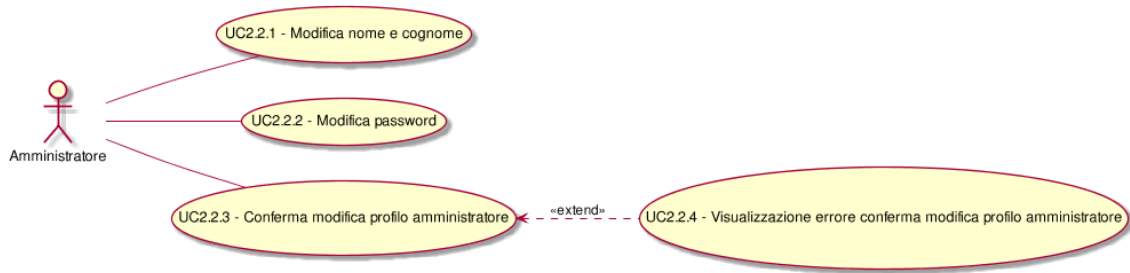 UC2.2.1 - Modifica nome e cognome
UC2.2.2 - Modifica password
Amministratore
UC2.2.3 - Conferma modifica profilo amministratore
«extend»
UC2.2.4 - Visualizzazione errore conferma modifica profilo amministratore